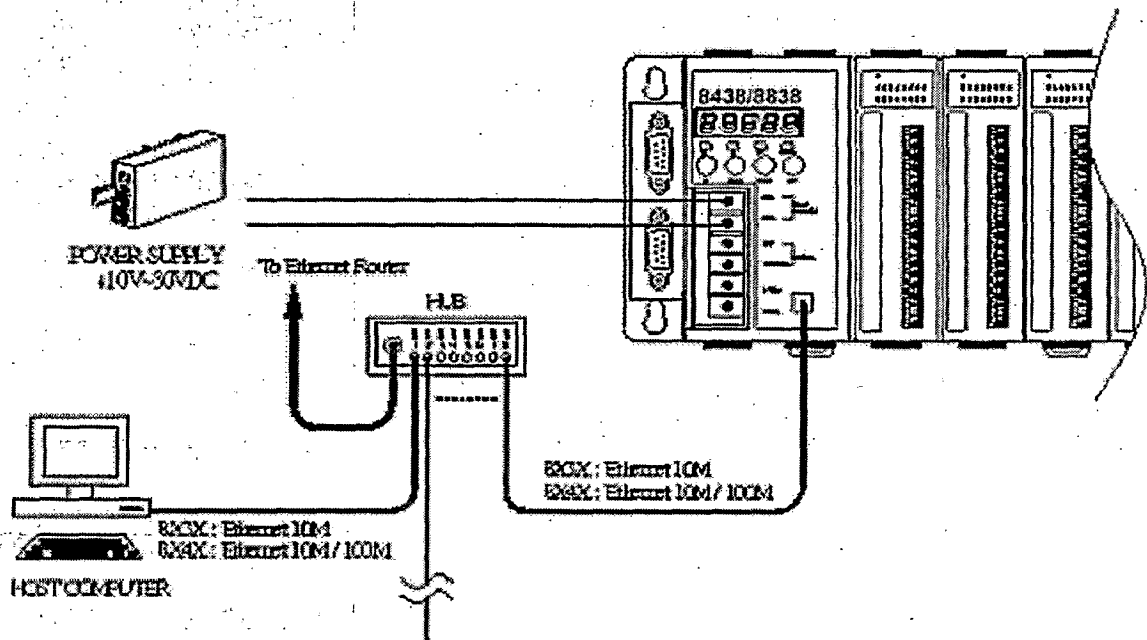 8438/8838
POWER SUPPLY
+10V~30VDC
To Ethernet Router
HUB
8X3X : Ethernet 10M
8X4X : Ethernet 10M / 100M
8X3X : Ethernet 10M
8X4X : Ethernet 10M / 100M
HOST COMPUTER